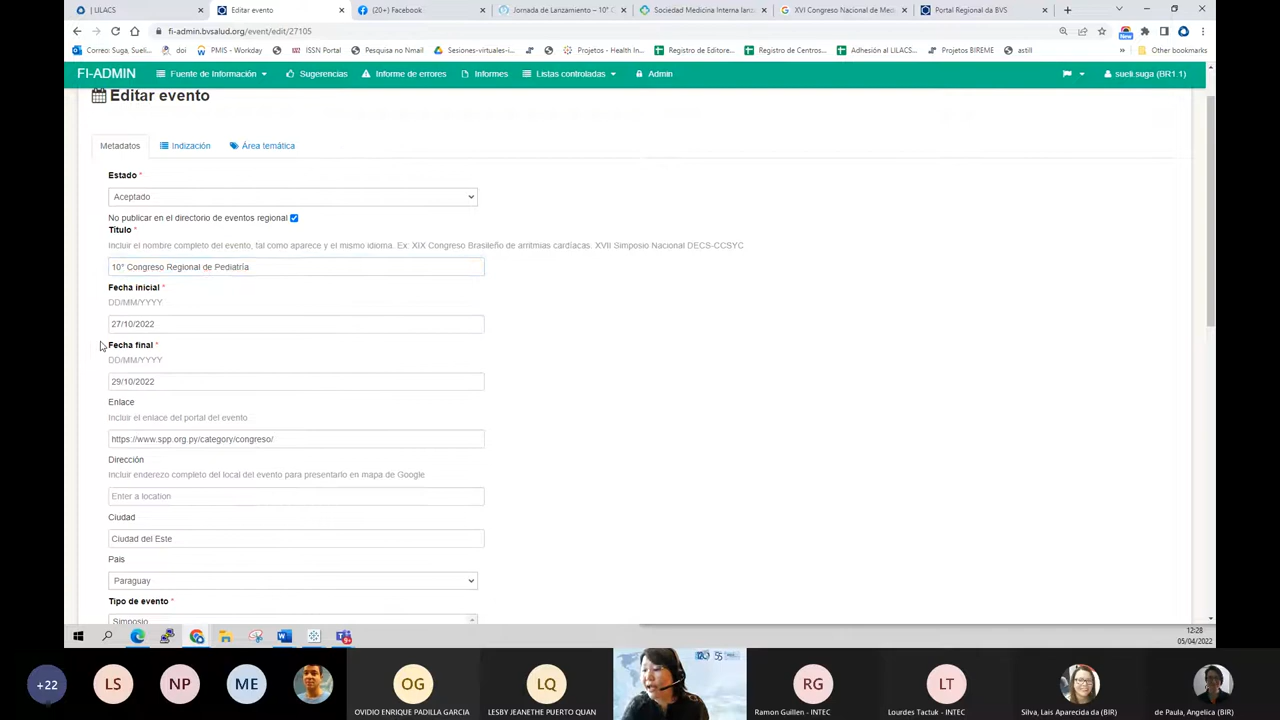 ULACS
Editar evento
(20+) Facebook
Jornada de Lanzamiento – 10° C
Sociedad Medicina Interna lanz
XVI Congreso Nacional de Me
Portal Regional da BVS
fi-admin.bvsalud.org/event/edit/27105
Correo: Suga, Sueli...
doi
PMIS - Workday
ISSN Portal
Pesquisa no Nmail
Sesiones-virtuales-i...
Projetos - Health In...
Registro de Editore...
Registro de Centros...
Adhesión al LILACS...
Projetos BIREME
astill
»
Other bookmarks
New
FI-ADMIN
Fuente de Información
Sugerencias
Informe de errores
Informes
Listas controladas
Admin
sueli.suga (BR1.1)
Editar evento
Metadatos
Indización
Área temática
Estado *
Aceptado
No publicar en el directorio de eventos regional
Título *
Incluir el nombre completo del evento, tal como aparece y el mismo idioma. Ex: XIX Congreso Brasileño de arritmias cardíacas. XVII Simposio Nacional DECS-CCSYC
10° Congreso Regional de Pediatría
Fecha inicial *
DD/MM/YYYY
27/10/2022
Fecha final *
DD/MM/YYYY
29/10/2022
Enlace
Incluir el enlace del portal del evento
https://www.spp.org.py/category/congreso/
Dirección
Incluir enderezo completo del local del evento para presentarlo en mapa de Google
Enter a location
Ciudad
Ciudad del Este
Pais
Paraguay
Tipo de evento *
Simposio
12:28
05/04/2022
+22
LS
NP
ME
OG
OVIDIO ENRIQUE PADILLA GARCIA
LQ
LESBY JEANETHE PUERTO QUAN
RG
Ramon Guillen - INTEC
LT
Lourdes Tactuk - INTEC
Silva, Lais Aparecida da (BIR)
de Paula, Angelica (BIR)